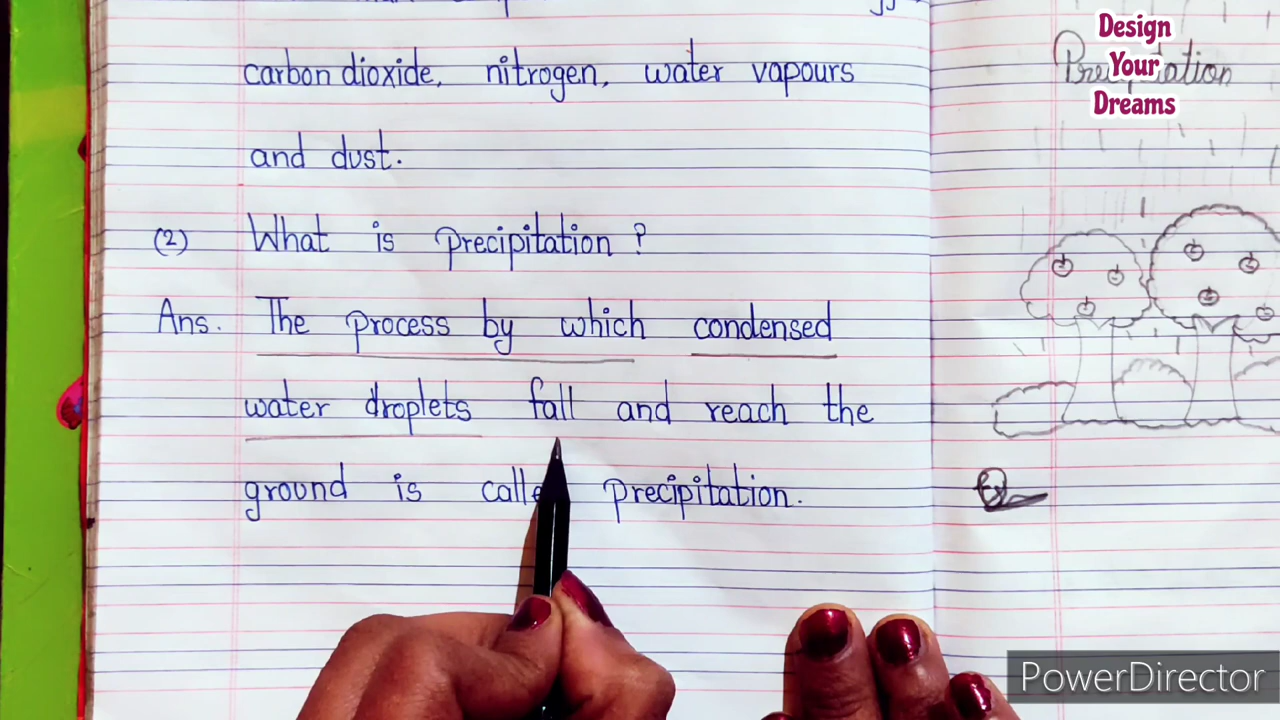 carbon dioxide, nitrogen, water vapours
and dust.
(2) What is precipitation ?
Ans. The process by which condensed
water droplets fall and reach the
ground is called precipitation.
Precipitation
Design
Your
Dreams
PowerDirector